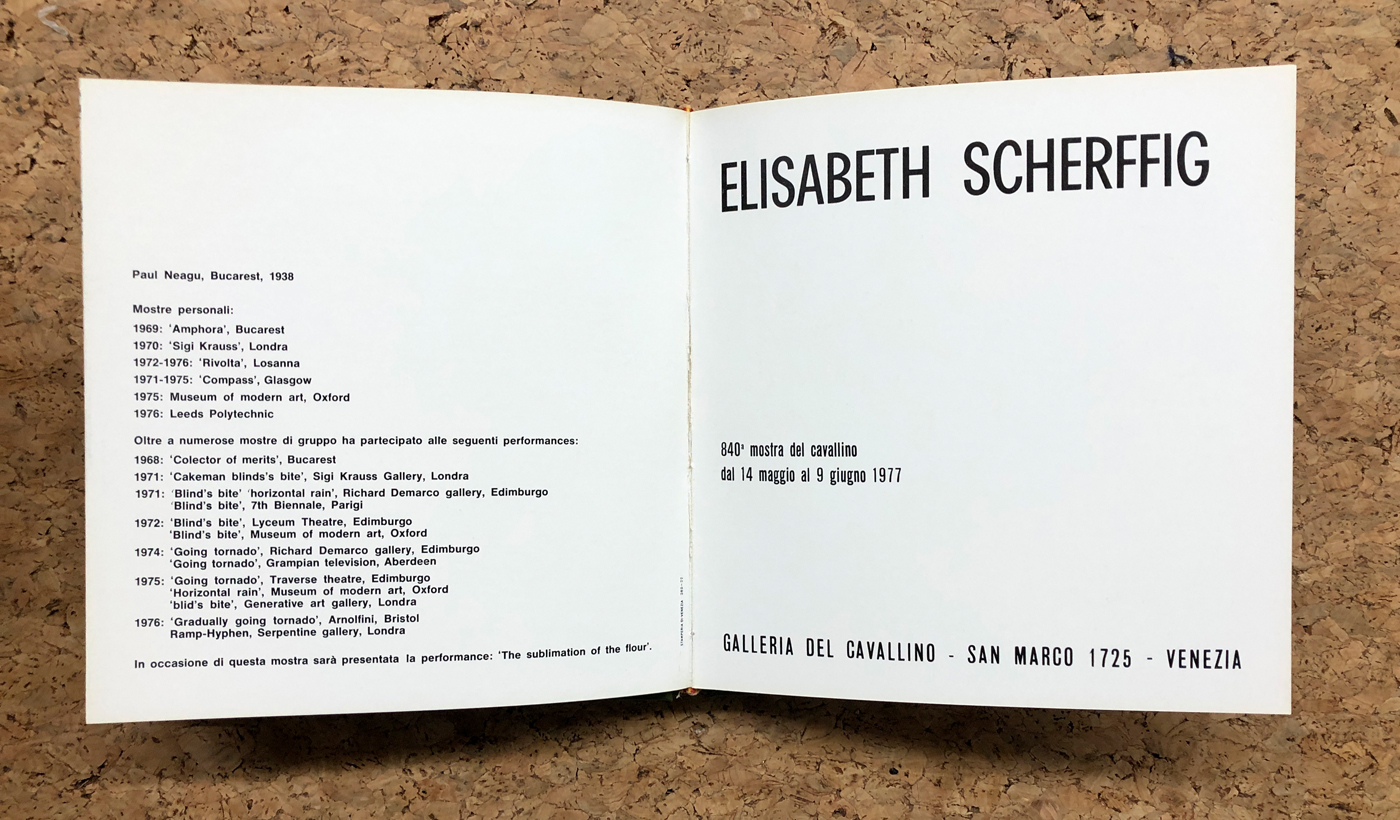 Paul Neagu, Bucarest, 1938
Mostre personali:
1969: 'Amphora', Bucarest
1970: 'Sigi Krauss', Londra
1972-1976: 'Rivolta', Losanna
1971-1975: 'Compass', Glasgow
1975: Museum of modern art, Oxford
1976: Leeds Polytechnic
Oltre a numerose mostre di gruppo ha partecipato alle seguenti performances:
1968: 'Colector of merits', Bucarest
1971: 'Cakeman blinds's bite', Sigi Krauss Gallery, Londra
1971: 'Blind's bite' 'horizontal rain', Richard Demarco gallery, Edimburgo
'Blind's bite', 7th Biennale, Parigi
1972: 'Blind's bite', Lyceum Theatre, Edimburgo
'Blind's bite', Museum of modern art, Oxford
1974: 'Going tornado', Richard Demarco gallery, Edimburgo
'Going tornado', Grampian television, Aberdeen
1975: 'Going tornado', Traverse theatre, Edimburgo
'Horizontal rain', Museum of modern art, Oxford
'blid's bite', Generative art gallery, Londra
1976: 'Gradually going tornado', Arnolfini, Bristol
Ramp-Hyphen, Serpentine gallery, Londra
In occasione di questa mostra sarà presentata la performance: 'The sublimation of the flour'.
ELISABETH SCHERFFIG
840ª mostra del cavallino
dal 14 maggio al 9 giugno 1977
GALLERIA DEL CAVALLINO - SAN MARCO 1725 - VENEZIA